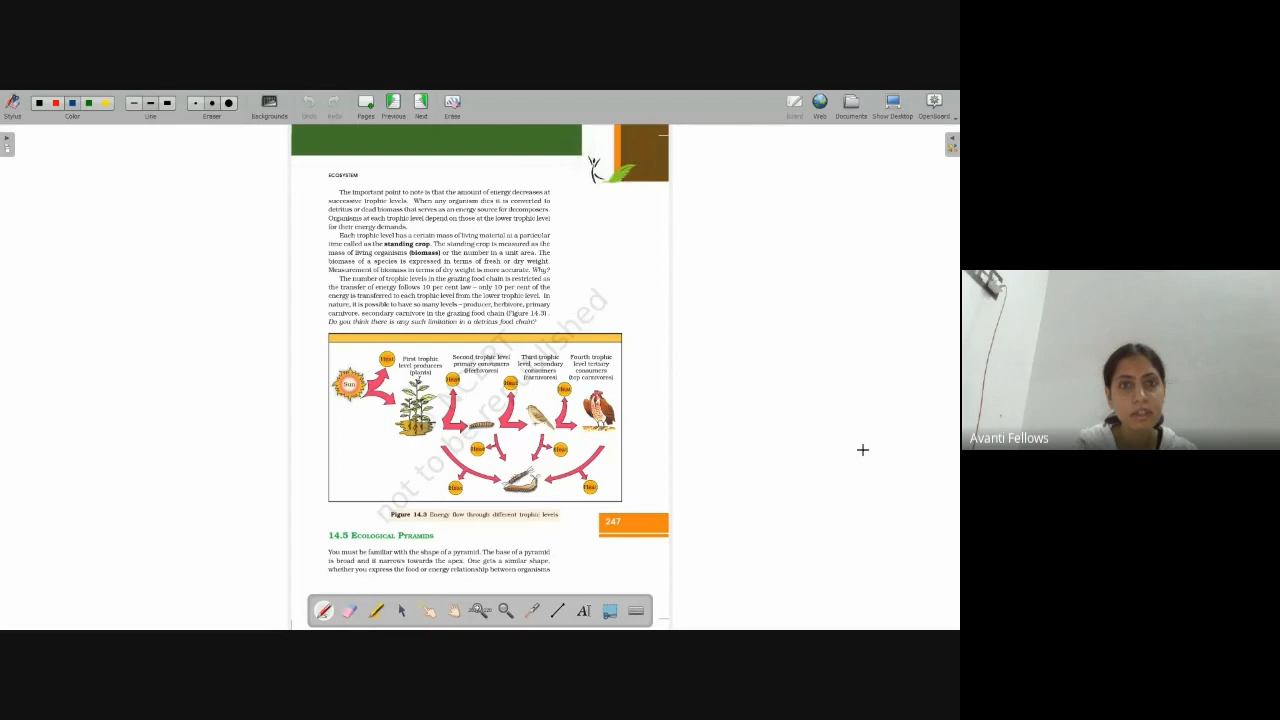 Stylus
Color
Line
Eraser
Backgrounds
Undo
Redo
Pages
Previous
Next
Erase
Board
Web
Documents
Show Desktop
OpenBoard
ECOSYSTEM
The important point to note is that the amount of energy decreases at
successive trophic levels. When any organism dies it is converted to
detritus or dead biomass that serves as an energy source for decomposers.
Organisms at each trophic level depend on those at the lower trophic level
for their energy demands.
Each trophic level has a certain mass of living material at a particular
time called as the standing crop. The standing crop is measured as the
mass of living organisms (biomass) or the number in a unit area. The
biomass of a species is expressed in terms of fresh or dry weight.
Measurement of biomass in terms of dry weight is more accurate. Why?
The number of trophic levels in the grazing food chain is restricted as
the transfer of energy follows 10 per cent law – only 10 per cent of the
energy is transferred to each trophic level from the lower trophic level. In
nature, it is possible to have so many levels – producer, herbivore, primary
carnivore, secondary carnivore in the grazing food chain (Figure 14.3) .
Do you think there is any such limitation in a detritus food chain?
Sun
Heat
First trophic
level producers
(plants)
Second trophic level
primary consumers
(Herbivores)
Heat
Third trophic
level, secondary
consumers
(carnivores)
Heat
Fourth trophic
level tertiary
consumers
(top carnivores)
Heat
Heat
Heat
Heat
Heat
NCERT
not to be republished
Figure 14.3 Energy flow through different trophic levels
247
14.5 ECOLOGICAL PYRAMIDS
You must be familiar with the shape of a pyramid. The base of a pyramid
is broad and it narrows towards the apex. One gets a similar shape,
whether you express the food or energy relationship between organisms
Avanti Fellows